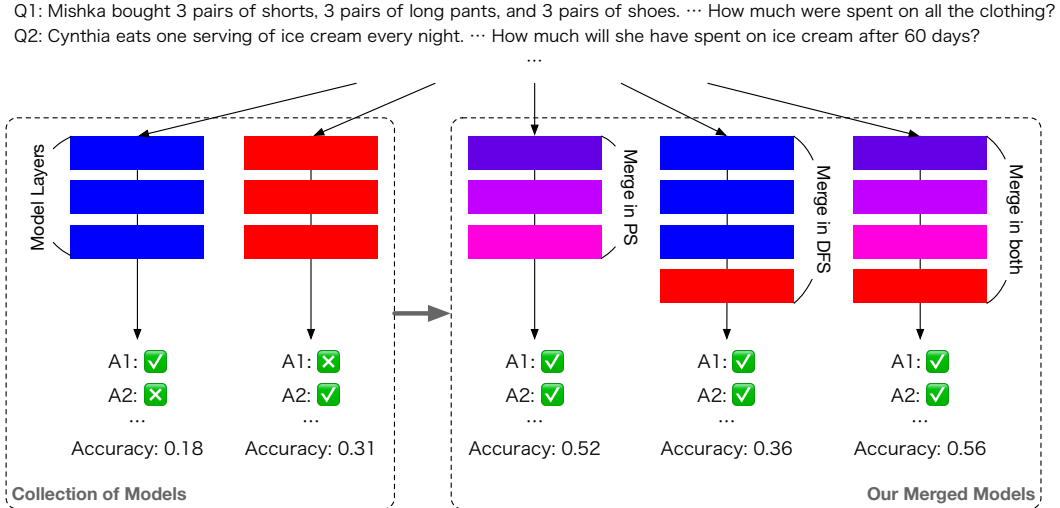 Q1: Mishka bought 3 pairs of shorts, 3 pairs of long pants, and 3 pairs of shoes. ··· How much were spent on all the clothing?
Q2: Cynthia eats one serving of ice cream every night. ··· How much will she have spent on ice cream after 60 days?
···
Model Layers
Merge in PS
Merge in DFS
Merge in both
A1: ✅ A1: ❎ A1: ✅ A1: ✅ A1: ✅
A2: ❎ A2: ✅ A2: ✅ A2: ✅ A2: ✅
··· ··· ··· ··· ···
Accuracy: 0.18 Accuracy: 0.31 Accuracy: 0.52 Accuracy: 0.36 Accuracy: 0.56
Collection of Models Our Merged Models